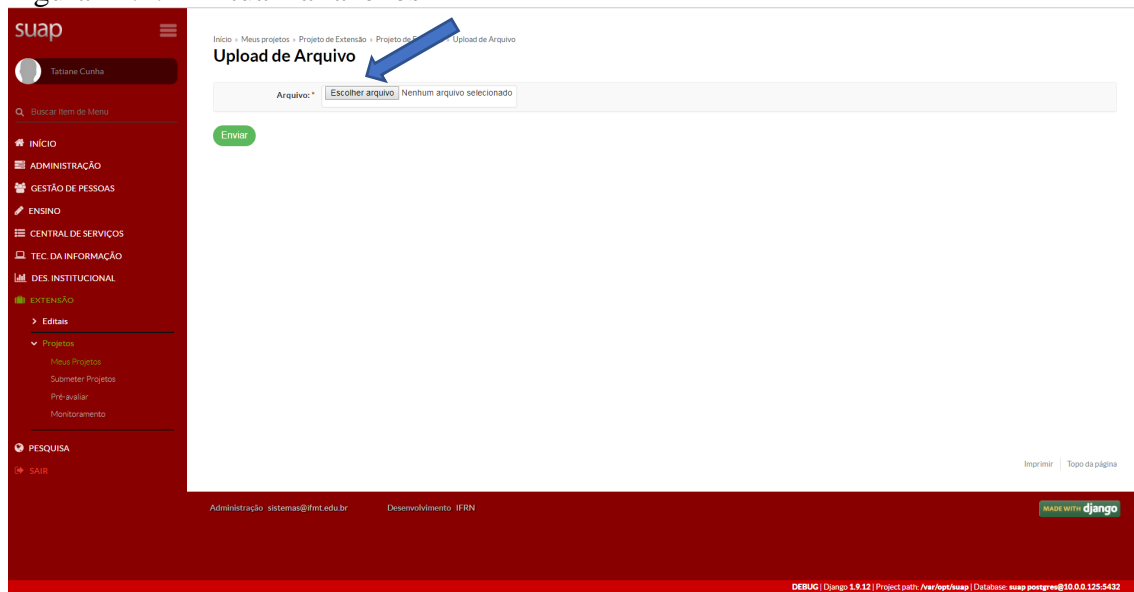 suap
Tatiane Cunha
Buscar Item de Menu
INÍCIO
ADMINISTRAÇÃO
GESTÃO DE PESSOAS
ENSINO
CENTRAL DE SERVIÇOS
TEC. DA INFORMAÇÃO
DES. INSTITUCIONAL
EXTENSÃO
Editais
Projetos
Meus Projetos
Submeter Projetos
Pré-avaliar
Monitoramento
PESQUISA
SAIR
Início » Meus projetos » Projeto de Extensão » Projeto de » Upload de Arquivo
Upload de Arquivo
Arquivo:* Escolher arquivo Nenhum arquivo selecionado
Enviar
Imprimir Topo da página
Administração sistemas@ifmt.edu.br Desenvolvimento IFRN
MADE WITH django
DEBUG | Django 1.9.12 | Project path: /var/opt/suap | Database: suap postgres@10.0.0.125:5432